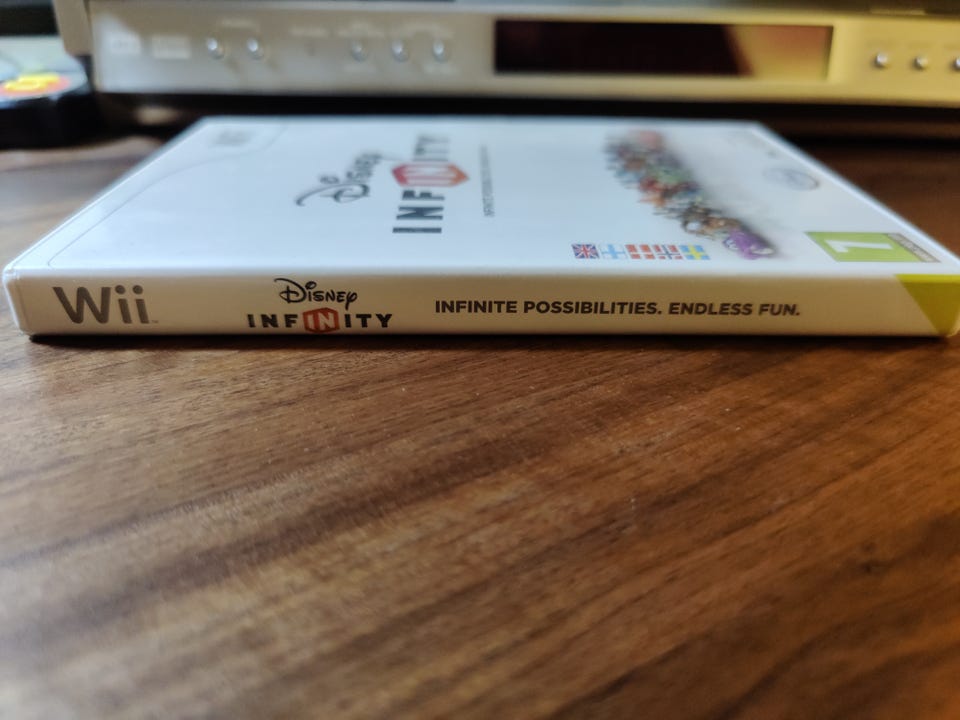 Disney
INFINITY
7
Wii
Disney
INFINITY
INFINITE POSSIBILITIES. ENDLESS FUN.